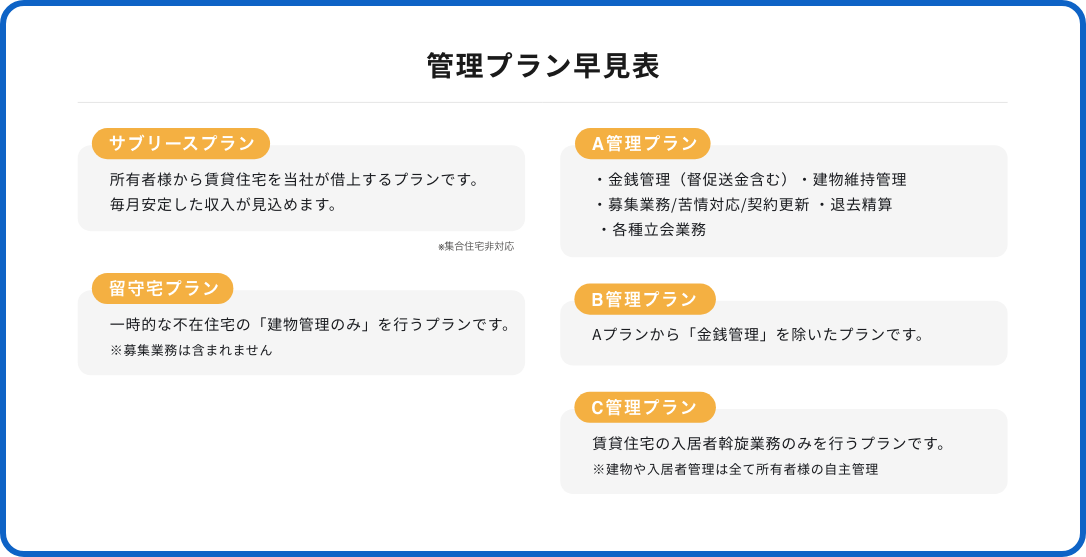 管理プラン早見表
サブリースプラン
所有者様から賃貸住宅を当社が借上するプランです。
毎月安定した収入が見込めます。
※集合住宅非対応
留守宅プラン
一時的な不在住宅の「建物管理のみ」を行うプランです。
※募集業務は含まれません
A管理プラン
・金銭管理（督促送金含む）・建物維持管理
・募集業務/苦情対応/契約更新 ・退去精算
・各種立会業務
B管理プラン
Aプランから「金銭管理」を除いたプランです。
C管理プラン
賃貸住宅の入居者斡旋業務のみを行うプランです。
※建物や入居者管理は全て所有者様の自主管理